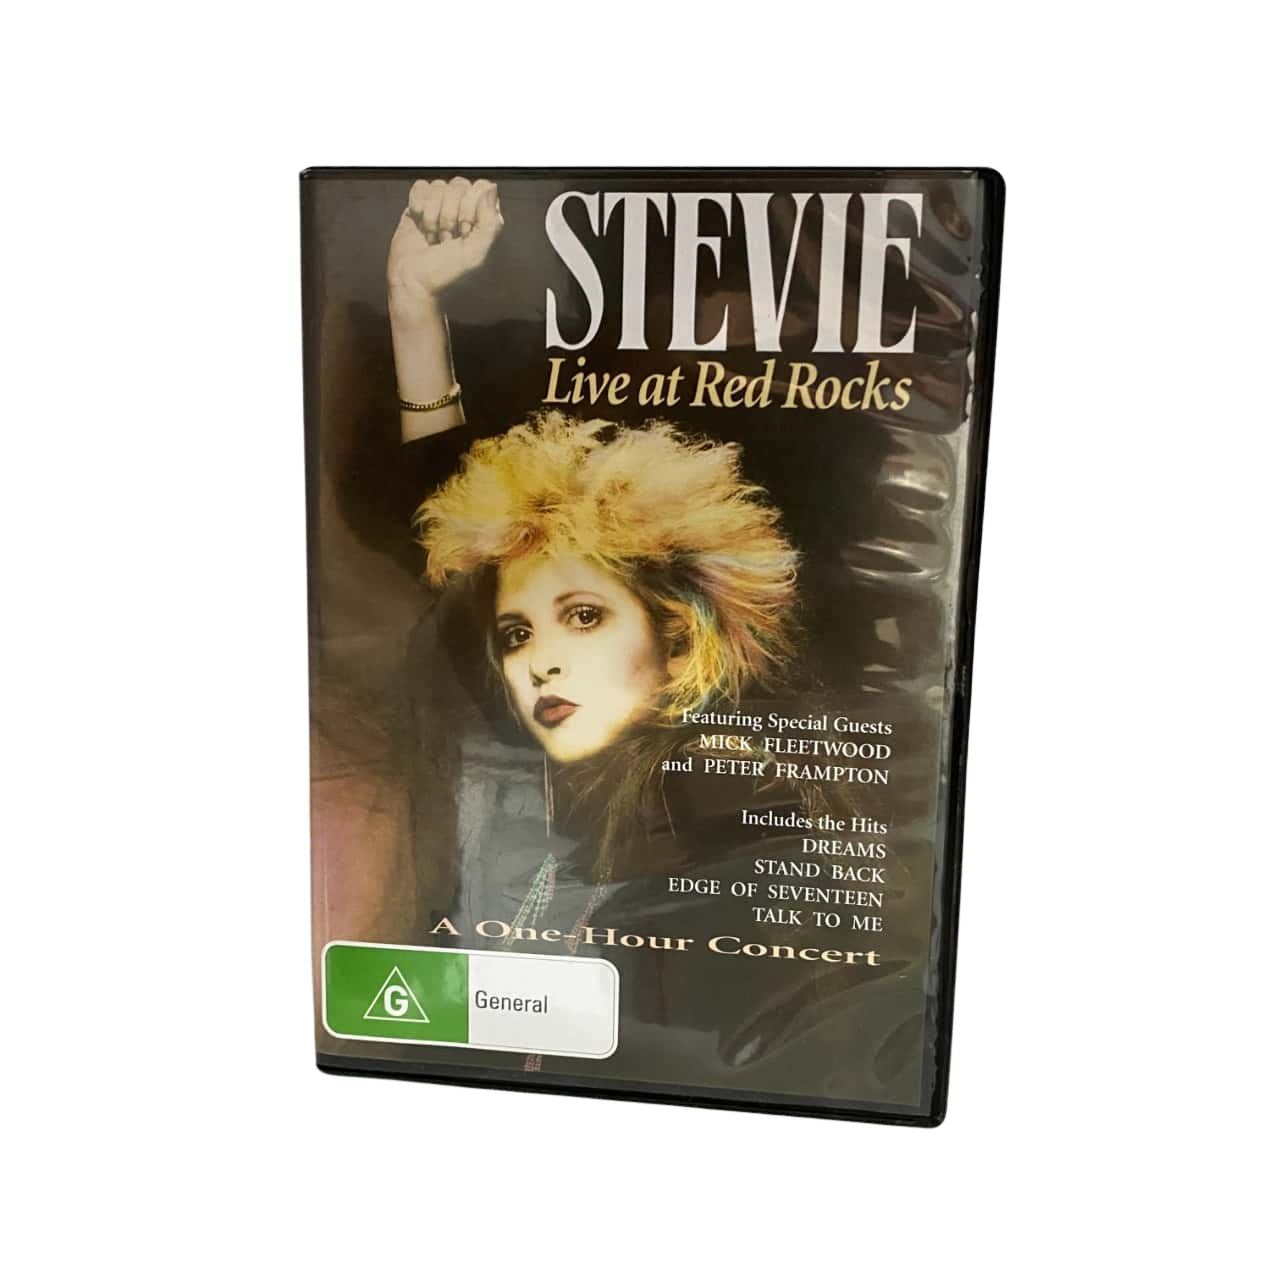 STEVIE
Live at Red Rocks
Featuring Special Guests
MICK FLEETWOOD
and PETER FRAMPTON
Includes the Hits
DREAMS
STAND BACK
EDGE OF SEVENTEEN
TALK TO ME
A One-Hour Concert
G General